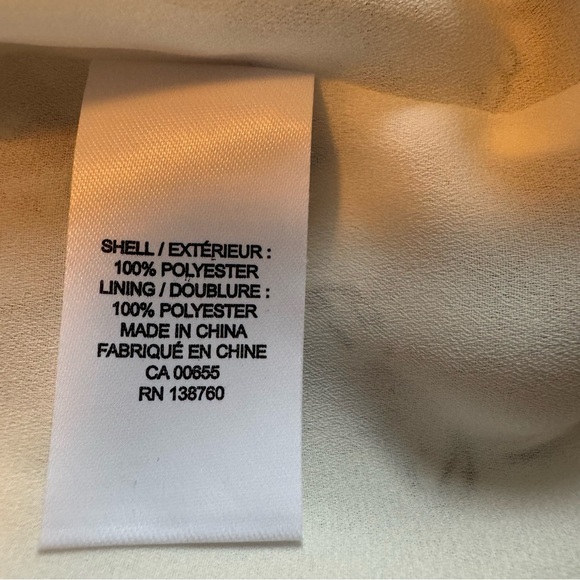 SHELL / EXTÉRIEUR :
100% POLYESTER
LINING / DOUBLURE :
100% POLYESTER
MADE IN CHINA
FABRIQUÉ EN CHINE
CA 00655
RN 138760